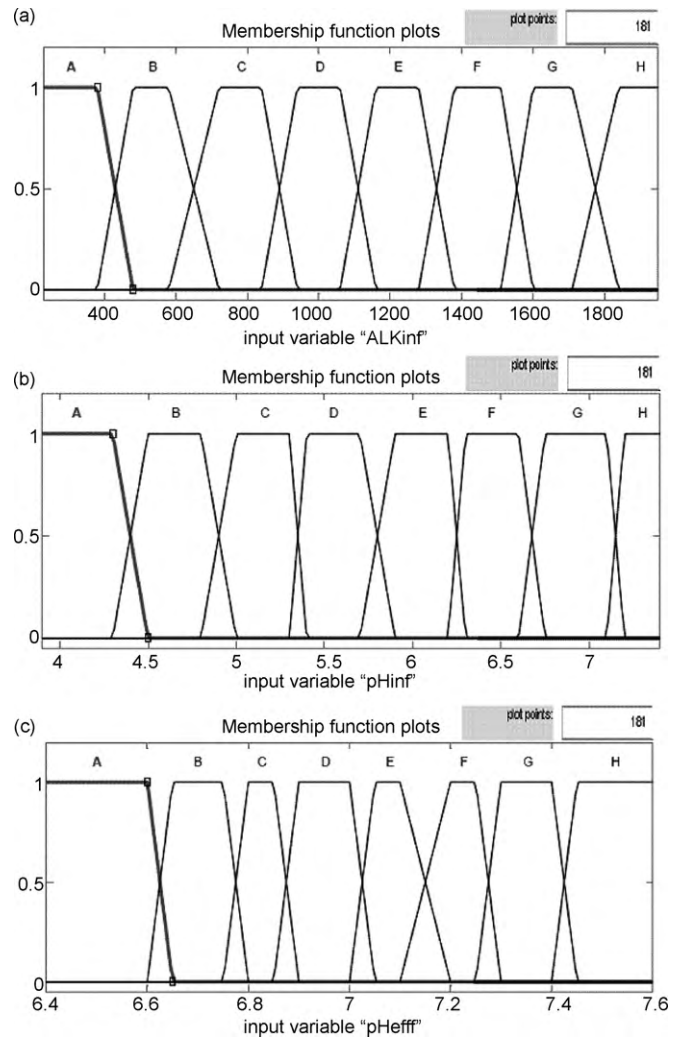 (a)
Membership function plots plot points: 181
A B C D E F G H
1
0.5
0
400 600 800 1000 1200 1400 1600 1800
input variable “ALKinf”
(b)
Membership function plots plot points: 181
A B C D E F G H
1
0.5
0
4 4.5 5 5.5 6 6.5 7
input variable “pHinf”
(c)
Membership function plots plot points: 181
A B C D E F G H
1
0.5
0
6.4 6.6 6.8 7 7.2 7.4 7.6
input variable “pHefff”